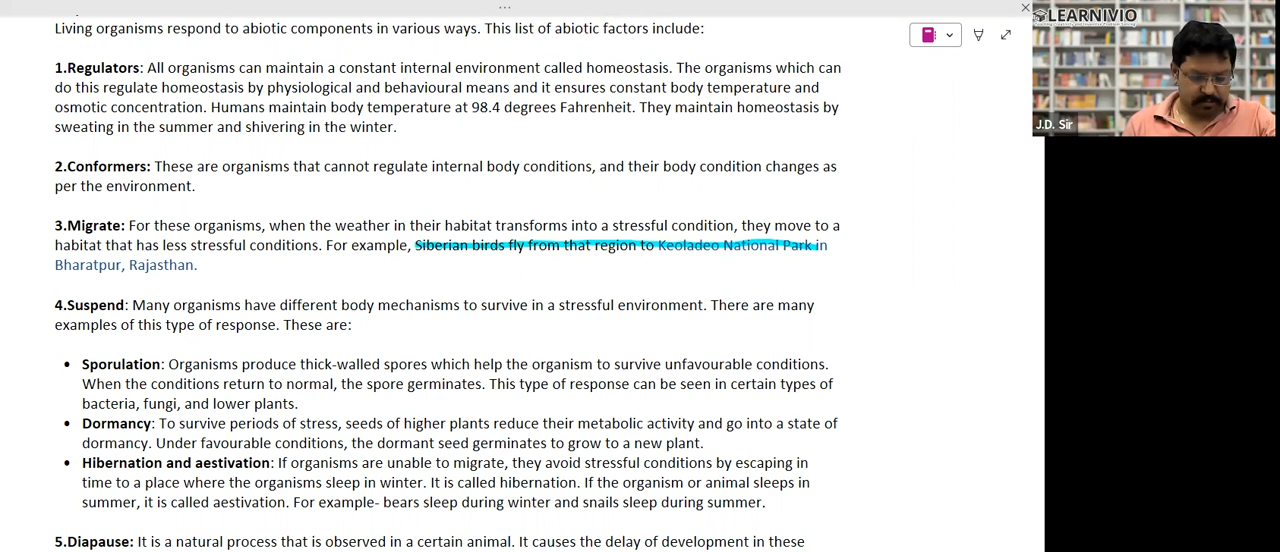 Living organisms respond to abiotic components in various ways. This list of abiotic factors include:
LEARNIVIO
1.Regulators: All organisms can maintain a constant internal environment called homeostasis. The organisms which can
do this regulate homeostasis by physiological and behavioural means and it ensures constant body temperature and
osmotic concentration. Humans maintain body temperature at 98.4 degrees Fahrenheit. They maintain homeostasis by
sweating in the summer and shivering in the winter.
J.D. Sir
2.Conformers: These are organisms that cannot regulate internal body conditions, and their body condition changes as
per the environment.
3.Migrate: For these organisms, when the weather in their habitat transforms into a stressful condition, they move to a
habitat that has less stressful conditions. For example, Siberian birds fly from that region to Keoladeo National Park in
Bharatpur, Rajasthan.
4.Suspend: Many organisms have different body mechanisms to survive in a stressful environment. There are many
examples of this type of response. These are:
• Sporulation: Organisms produce thick-walled spores which help the organism to survive unfavourable conditions.
When the conditions return to normal, the spore germinates. This type of response can be seen in certain types of
bacteria, fungi, and lower plants.
• Dormancy: To survive periods of stress, seeds of higher plants reduce their metabolic activity and go into a state of
dormancy. Under favourable conditions, the dormant seed germinates to grow to a new plant.
• Hibernation and aestivation: If organisms are unable to migrate, they avoid stressful conditions by escaping in
time to a place where the organisms sleep in winter. It is called hibernation. If the organism or animal sleeps in
summer, it is called aestivation. For example- bears sleep during winter and snails sleep during summer.
5.Diapause: It is a natural process that is observed in a certain animal. It causes the delay of development in these